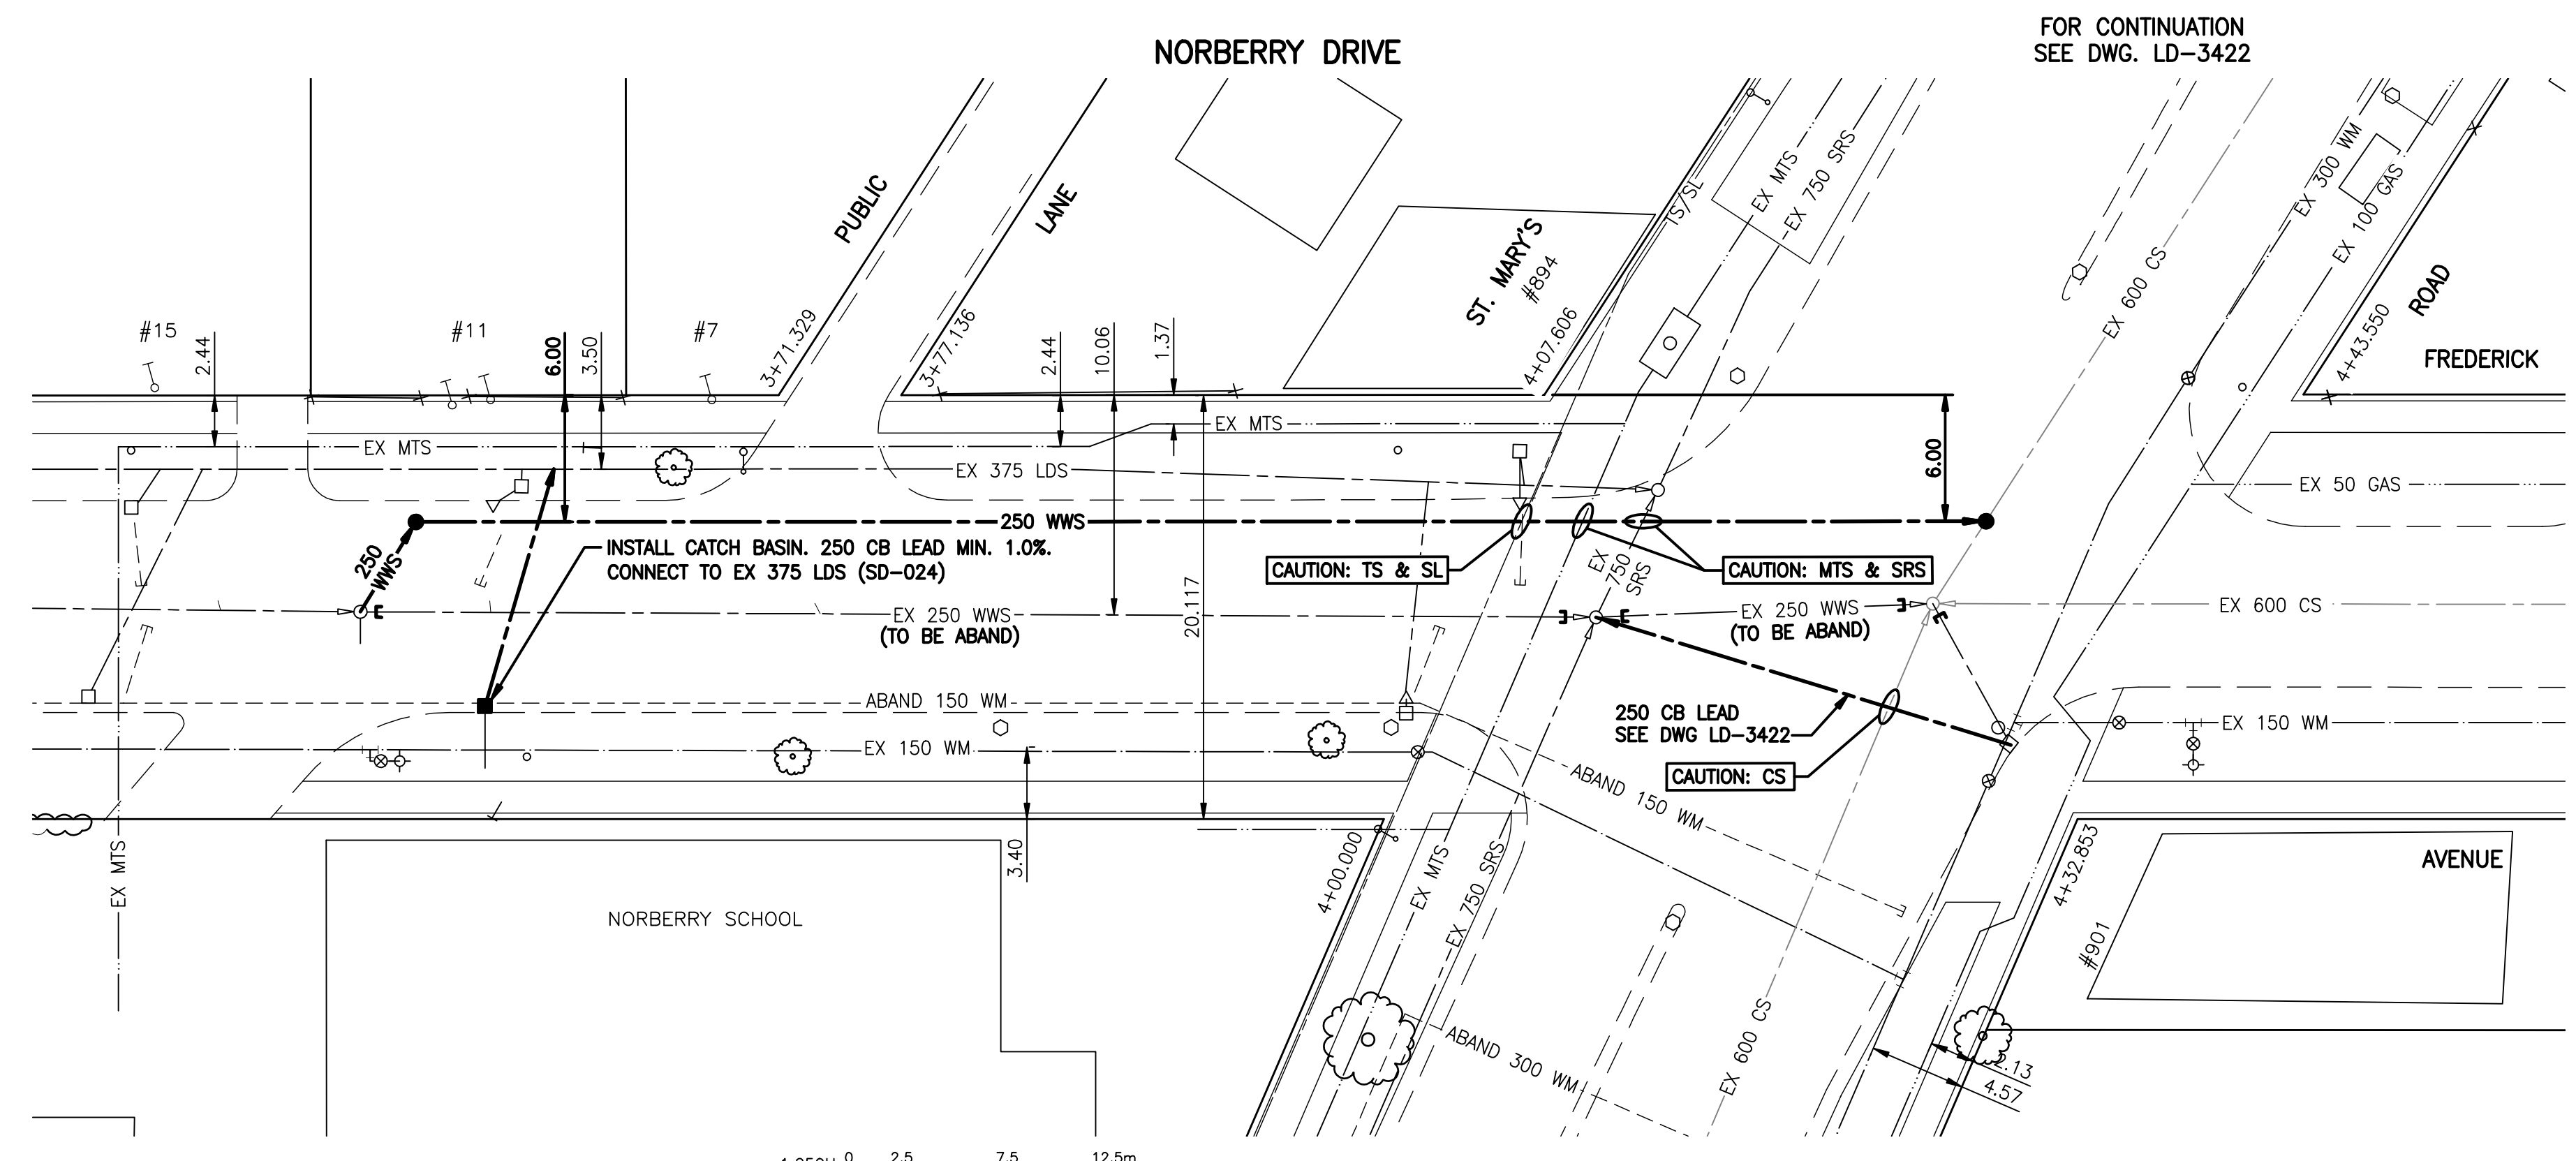 FOR CONTINUATION
SEE DWG. LD-3422
NORBERRY DRIVE
PUBLIC
LANE
ST. MARY'S
#894
TS/SL
EX MTS
EX 750 SRS
EX 600 CS
EX 300 WM
EX 100 GAS
ROAD
FREDERICK
#15
#11
#7
2.44
6.00
3.50
3+71.329
3+77.136
2.44
10.06
1.37
4+07.606
4+43.550
6.00
EX MTS
EX MTS
EX 375 LDS
EX 50 GAS
250 WWS
250
WWS
INSTALL CATCH BASIN. 250 CB LEAD MIN. 1.0%.
CONNECT TO EX 375 LDS (SD-024)
CAUTION: TS & SL
EX
750
SRS
CAUTION: MTS & SRS
EX 250 WWS
(TO BE ABAND)
20.117
EX 250 WWS
(TO BE ABAND)
EX 600 CS
ABAND 150 WM
250 CB LEAD
SEE DWG LD-3422
EX 150 WM
EX 150 WM
CAUTION: CS
ABAND 150 WM
3.40
EX MTS
4+00.000
EX MTS
EX 750 SRS
4+32.853
AVENUE
#901
NORBERRY SCHOOL
EX 600 CS
ABAND 300 WM
2.13
4.57
0
2.5
7.5
12.5m